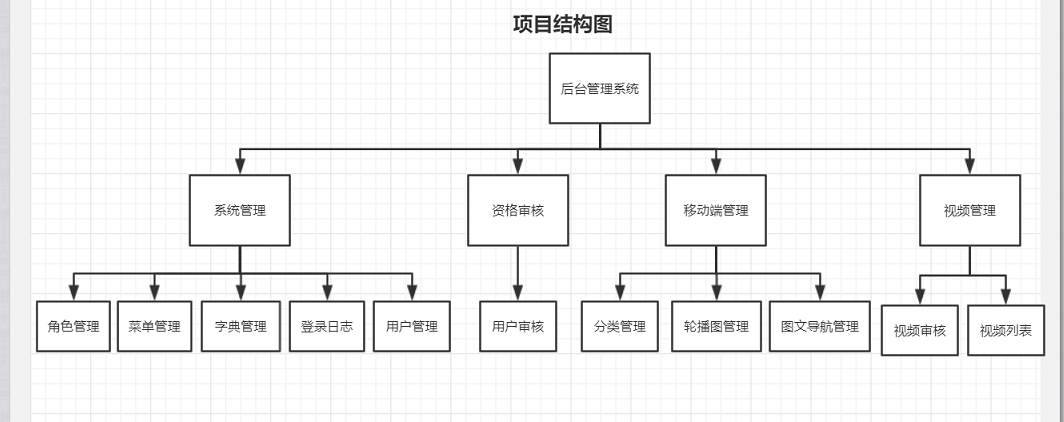 项目结构图
后台管理系统
系统管理
资格审核
移动端管理
视频管理
角色管理
菜单管理
字典管理
登录日志
用户管理
用户审核
分类管理
轮播图管理
图文导航管理
视频审核
视频列表